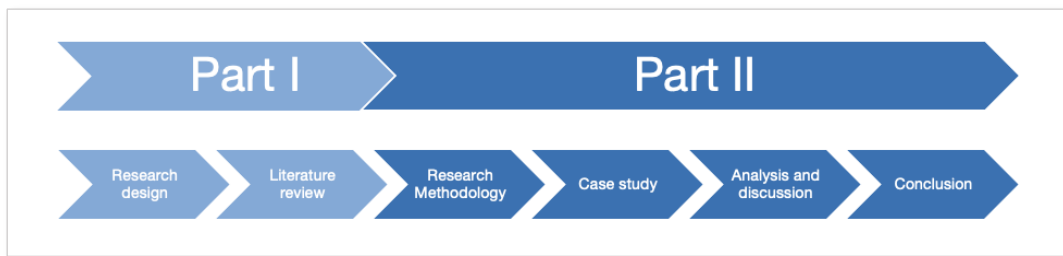 Part I
Part II
Research
design
Literature
review
Research
Methodology
Case study
Analysis and
discussion
Conclusion